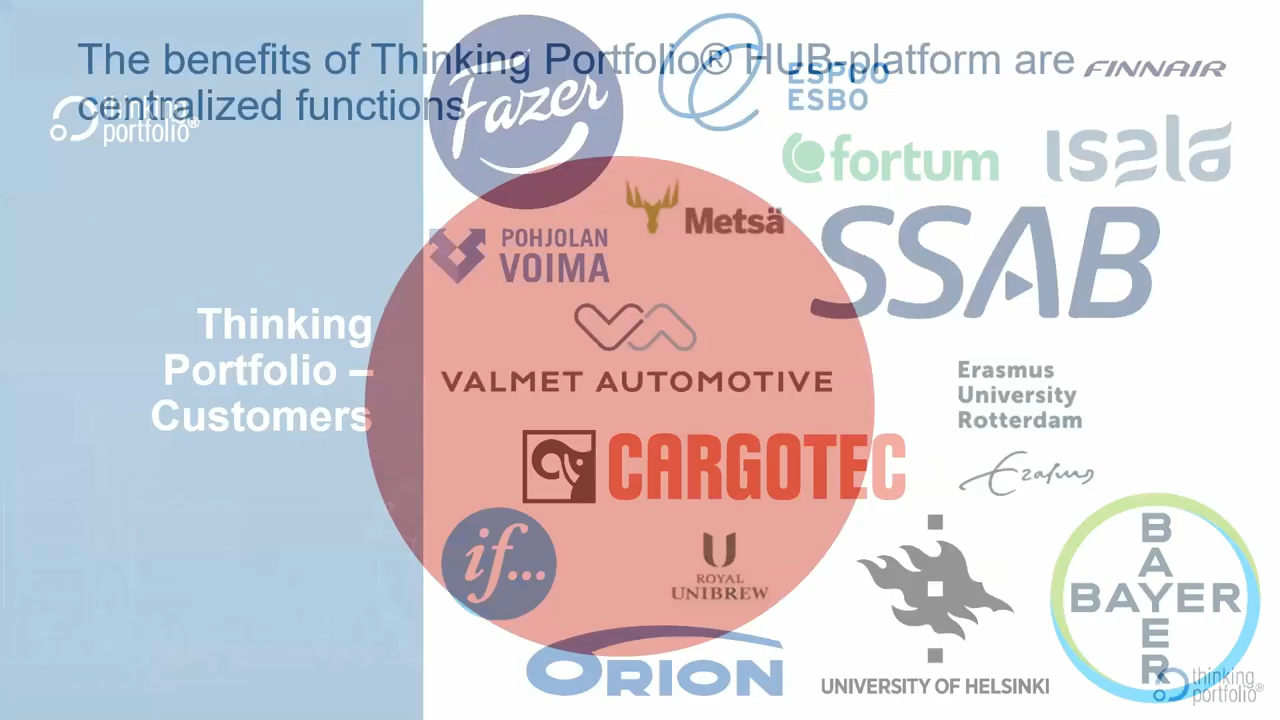 The benefits of Thinking Portfolio® HUB-platform are
centralized functions
thinking
portfolio®
Thinking
Portfolio –
Customers
Fazer
ESPOO
ESBO
FINNAIR
fortum
isala
Metsä
POHJOLAN
VOIMA
SSAB
VALMET AUTOMOTIVE
Erasmus
University
Rotterdam
Erasmus
CARGOTEC
if...
ROYAL
UNIBREW
ORION
UNIVERSITY OF HELSINKI
BAYER
BAYER
thinking
portfolio®